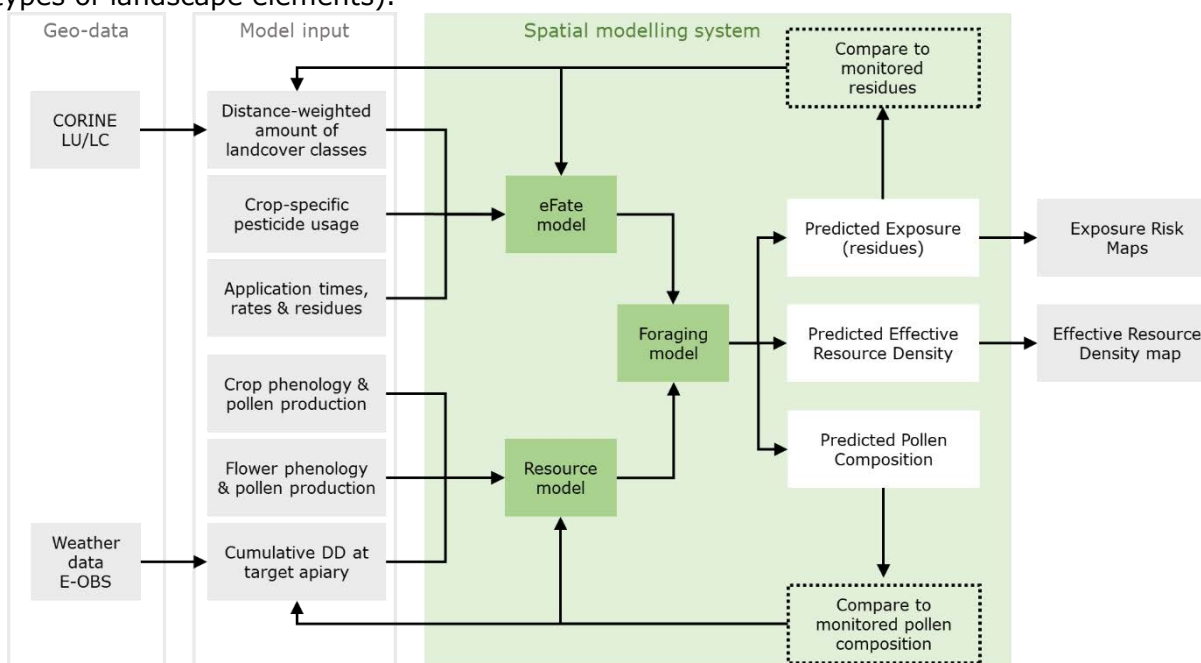 types of landscape elements).
Geo-data
Model input
Spatial modelling system
Compare to
monitored
residues
CORINE
LU/LC
Distance-weighted
amount of
landcover classes
Crop-specific
pesticide usage
eFate
model
Predicted Exposure
(residues)
Exposure Risk
Maps
Application times,
rates & residues
Foraging
model
Predicted Effective
Resource Density
Effective Resource
Density map
Crop phenology &
pollen production
Flower phenology
& pollen production
Resource
model
Predicted Pollen
Composition
Weather
data
E-OBS
Cumulative DD at
target apiary
Compare to
monitored pollen
composition